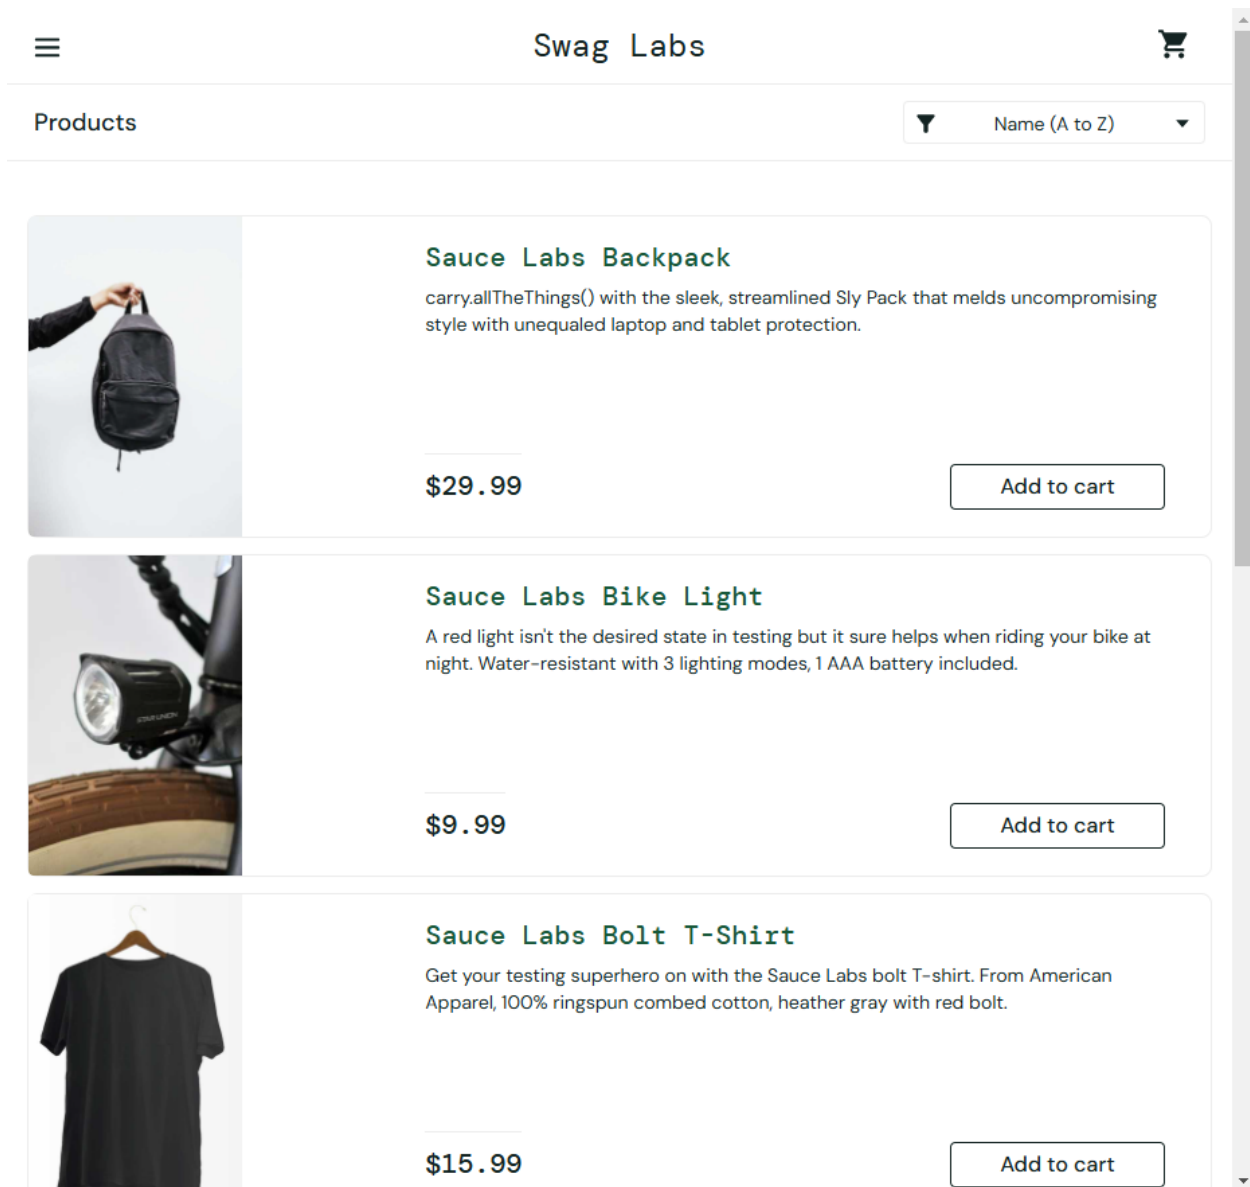 Swag Labs
Products
Name (A to Z)
Sauce Labs Backpack
carry.allTheThings() with the sleek, streamlined Sly Pack that melds uncompromising
style with unequaled laptop and tablet protection.
$29.99
Add to cart
Sauce Labs Bike Light
A red light isn't the desired state in testing but it sure helps when riding your bike at
night. Water-resistant with 3 lighting modes, 1 AAA battery included.
STAR UNION
$9.99
Add to cart
Sauce Labs Bolt T-Shirt
Get your testing superhero on with the Sauce Labs bolt T-shirt. From American
Apparel, 100% ringspun combed cotton, heather gray with red bolt.
$15.99
Add to cart